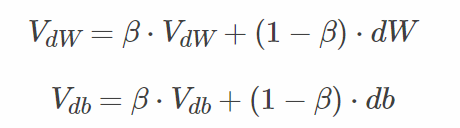 V_{dW} = β · V_{dW} + (1 − β) · dW
V_{db} = β · V_{db} + (1 − β) · db